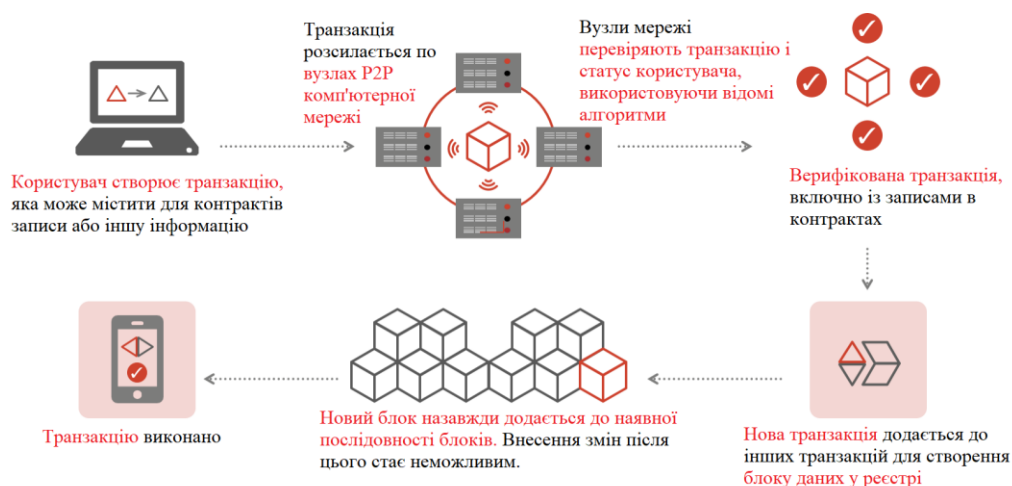 Користувач створює транзакцію,
яка може містити для контрактів
записи або іншу інформацію
Транзакція
розсилається по
вузлах P2P
комп'ютерної
мережі
Вузли мережі
перевіряють транзакцію і
статус користувача,
використовуючи відомі
алгоритми
Верифікована транзакція,
включно із записами в
контрактах
Нова транзакція додається до
інших транзакцій для створення
блоку даних у реєстрі
Новий блок назавжди додається до наявної
послідовності блоків. Внесення змін після
цього стає неможливим.
Транзакцію виконано